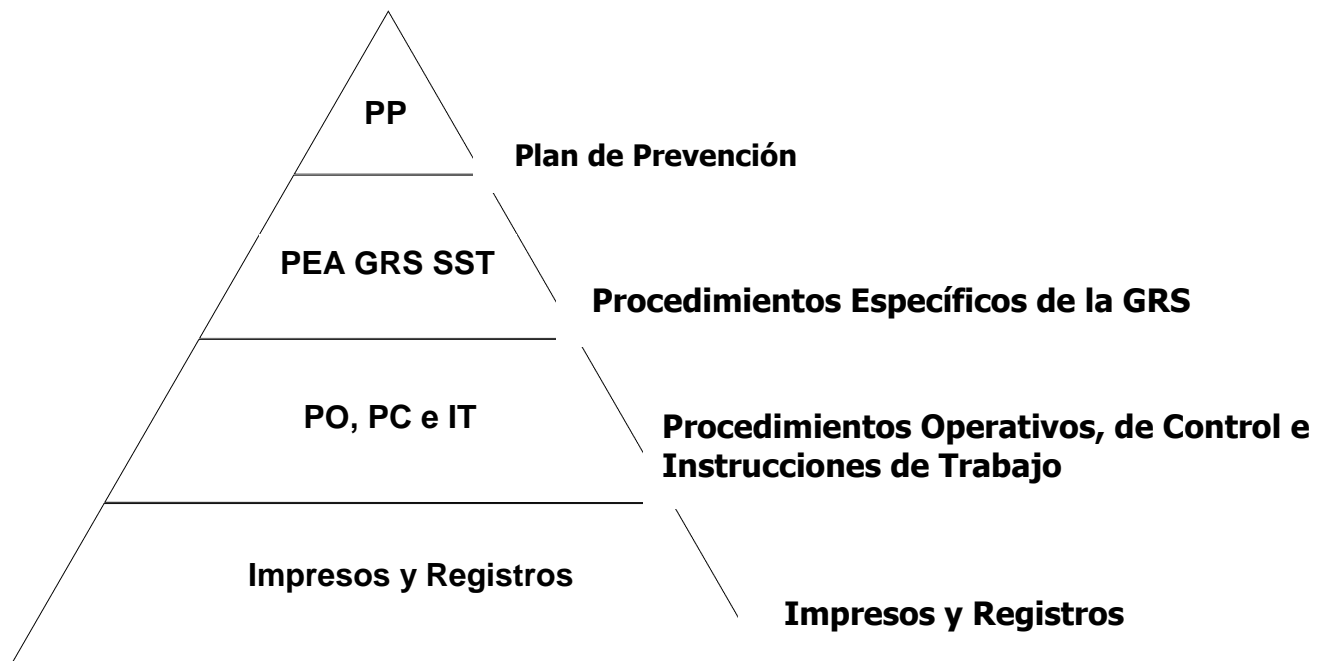 PP
Plan de Prevención
PEA GRS SST
Procedimientos Específicos de la GRS
PO, PC e IT
Procedimientos Operativos, de Control e
Instrucciones de Trabajo
Impresos y Registros
Impresos y Registros